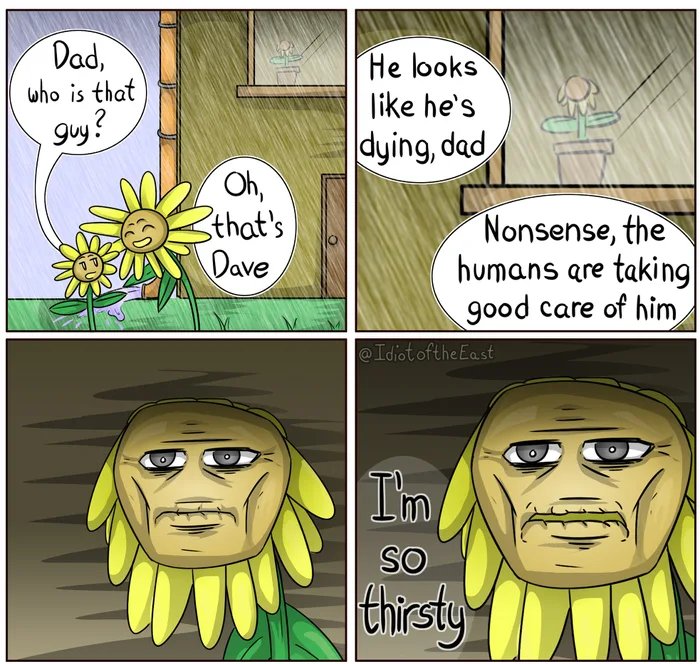 Dad,
who is that
guy?
Oh,
that's
Dave
He looks
like he's
dying, dad
Nonsense, the
humans are taking
good care of him
@IdiotoftheEast
I'm
so
thirsty